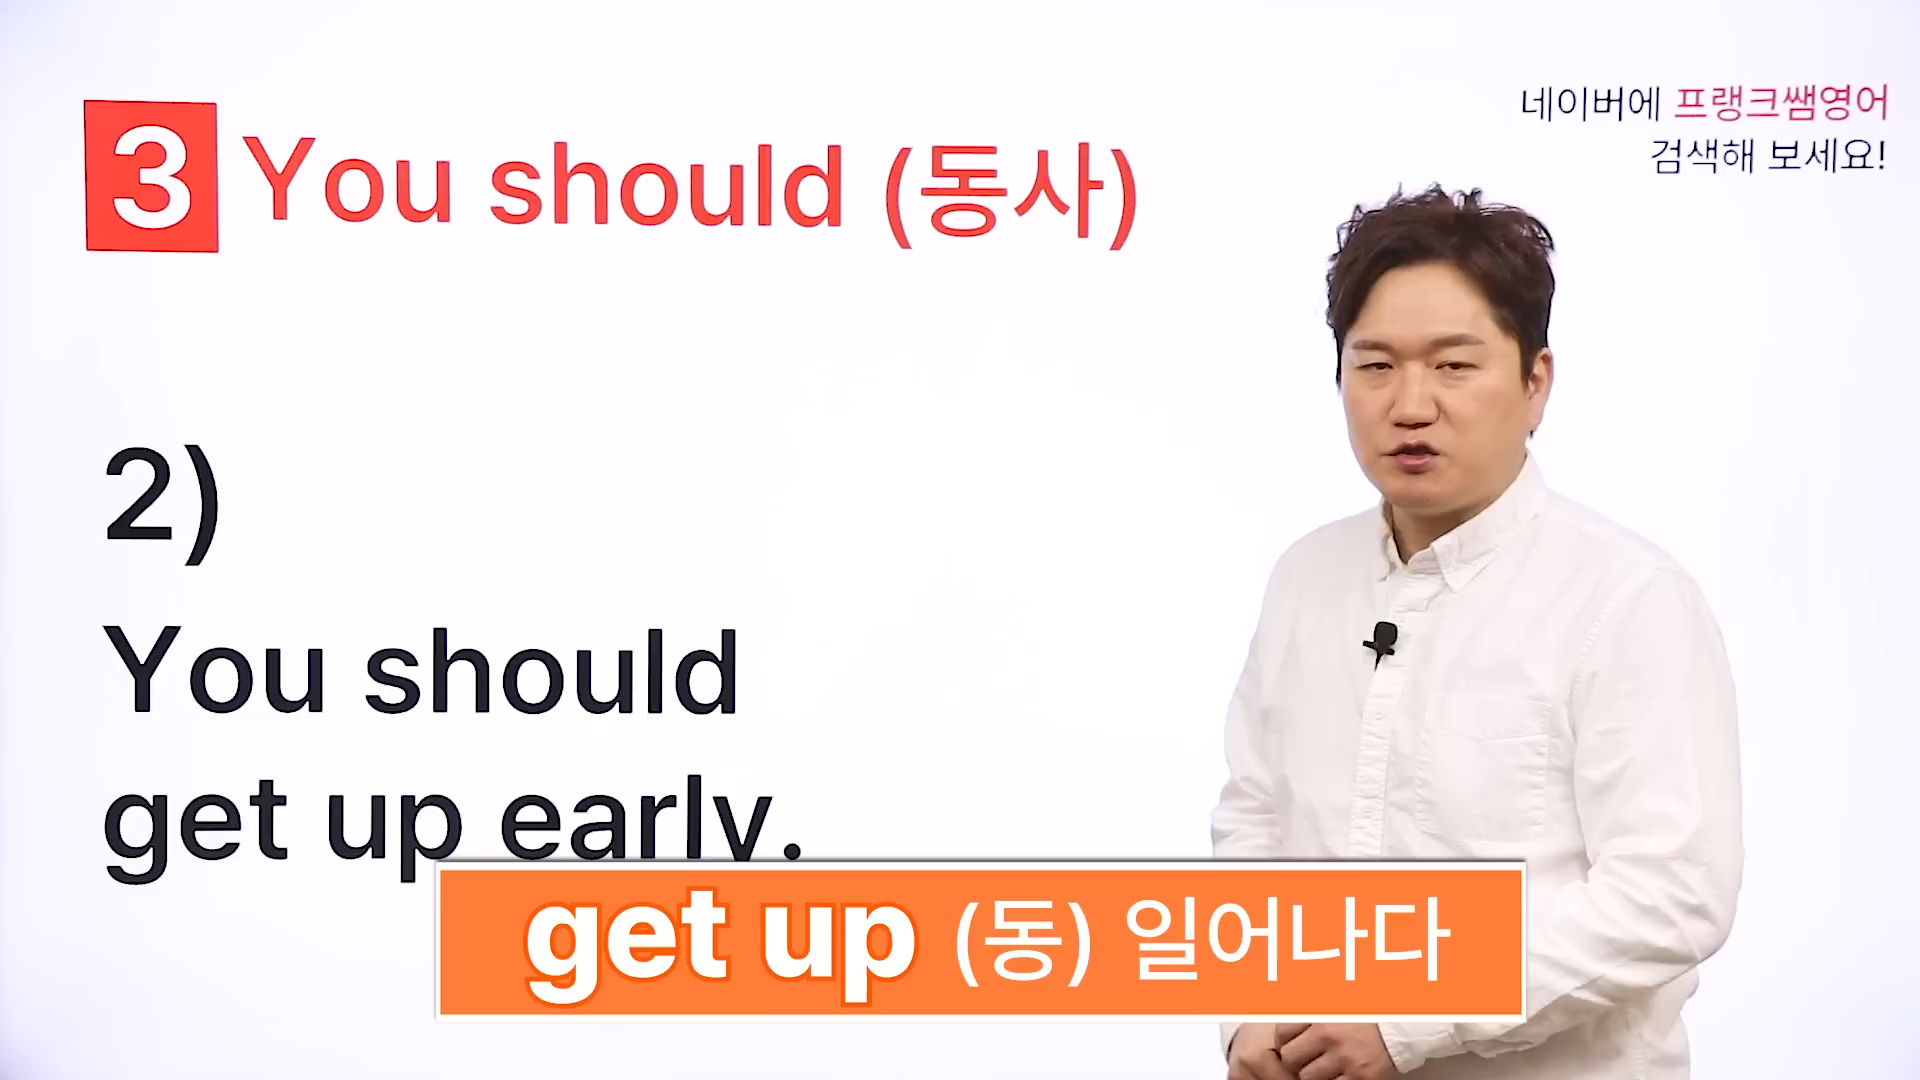 네이버에 프랭크쌤영어
검색해 보세요!
3 You should (동사)
2)
You should
get up early.
get up (동) 일어나다